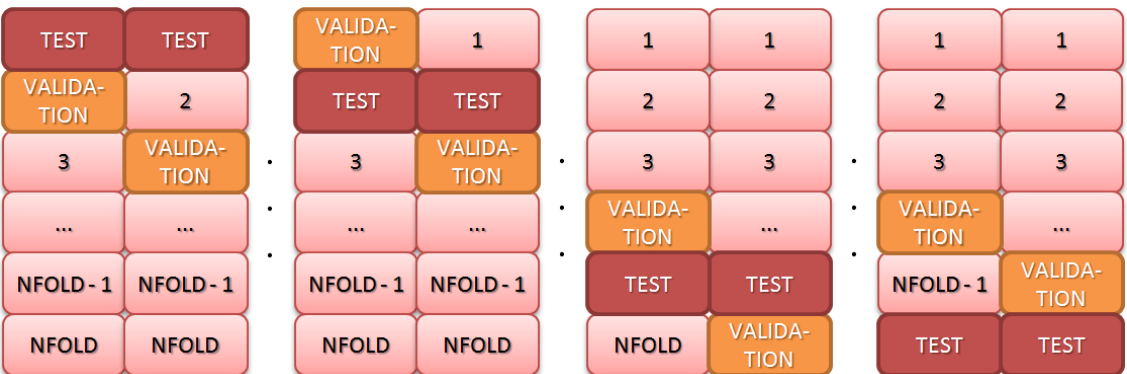 TEST TEST
VALIDA-
TION
2
3
VALIDA-
TION
... ...
NFOLD - 1 NFOLD - 1
NFOLD NFOLD
VALIDA-
TION
1
TEST TEST
3
VALIDA-
TION
... ...
NFOLD - 1 NFOLD - 1
NFOLD NFOLD
1 1
2 2
3 3
VALIDA-
TION
...
TEST TEST
NFOLD
VALIDA-
TION
1 1
2 2
3 3
VALIDA-
TION
...
NFOLD - 1
VALIDA-
TION
TEST TEST